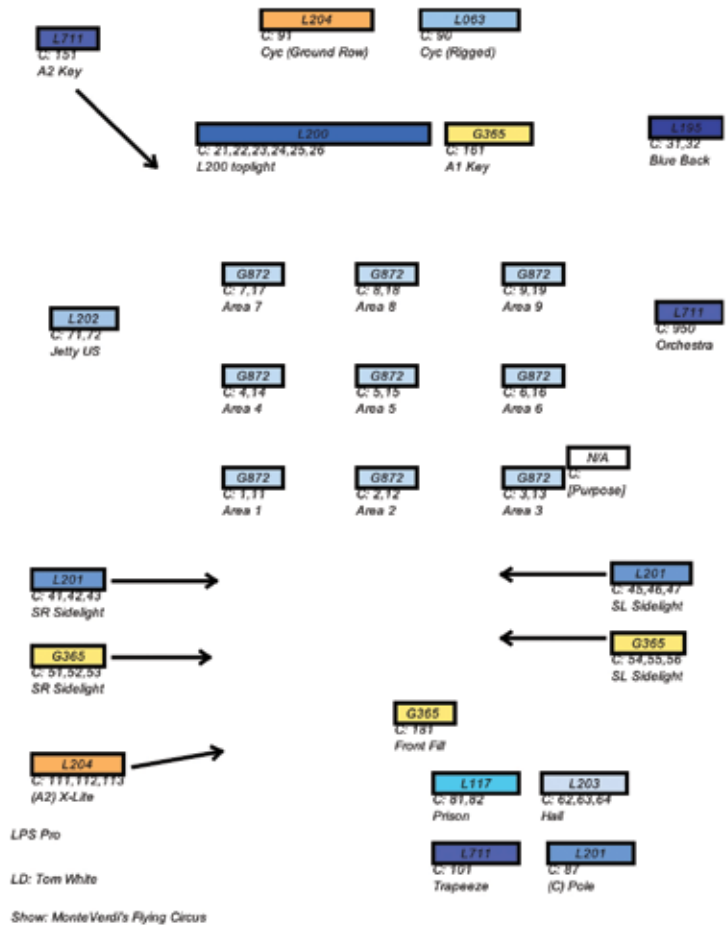 L711
C: 151
A2 Key
L204
C: 91
Cyc (Ground Row)
L063
C: 90
Cyc (Rigged)
L200
C: 21,22,23,24,25,26
L200 toplight
G365
C: 161
A1 Key
L195
C: 31,32
Blue Back
G872
C: 7,17
Area 7
G872
C: 8,18
Area 8
G872
C: 9,19
Area 9
L202
C: 71,72
Jetty US
L711
C: 950
Orchestra
G872
C: 4,14
Area 4
G872
C: 5,15
Area 5
G872
C: 6,16
Area 6
N/A
C:
[Purpose]
G872
C: 1,11
Area 1
G872
C: 2,12
Area 2
G872
C: 3,13
Area 3
L201
C: 41,42,43
SR Sidelight
L201
C: 45,46,47
SL Sidelight
G365
C: 51,52,53
SR Sidelight
G365
C: 54,55,56
SL Sidelight
G365
C: 181
Front Fill
L204
C: 111,112,113
(A2) X-Lite
L117
C: 81,82
Prison
L203
C: 62,63,64
L711
C: 101
Trapeeze
L201
C: 87
(C) Pole
LPS Pro
LD: Tom White
Show: MonteVerdi's Flying Circus